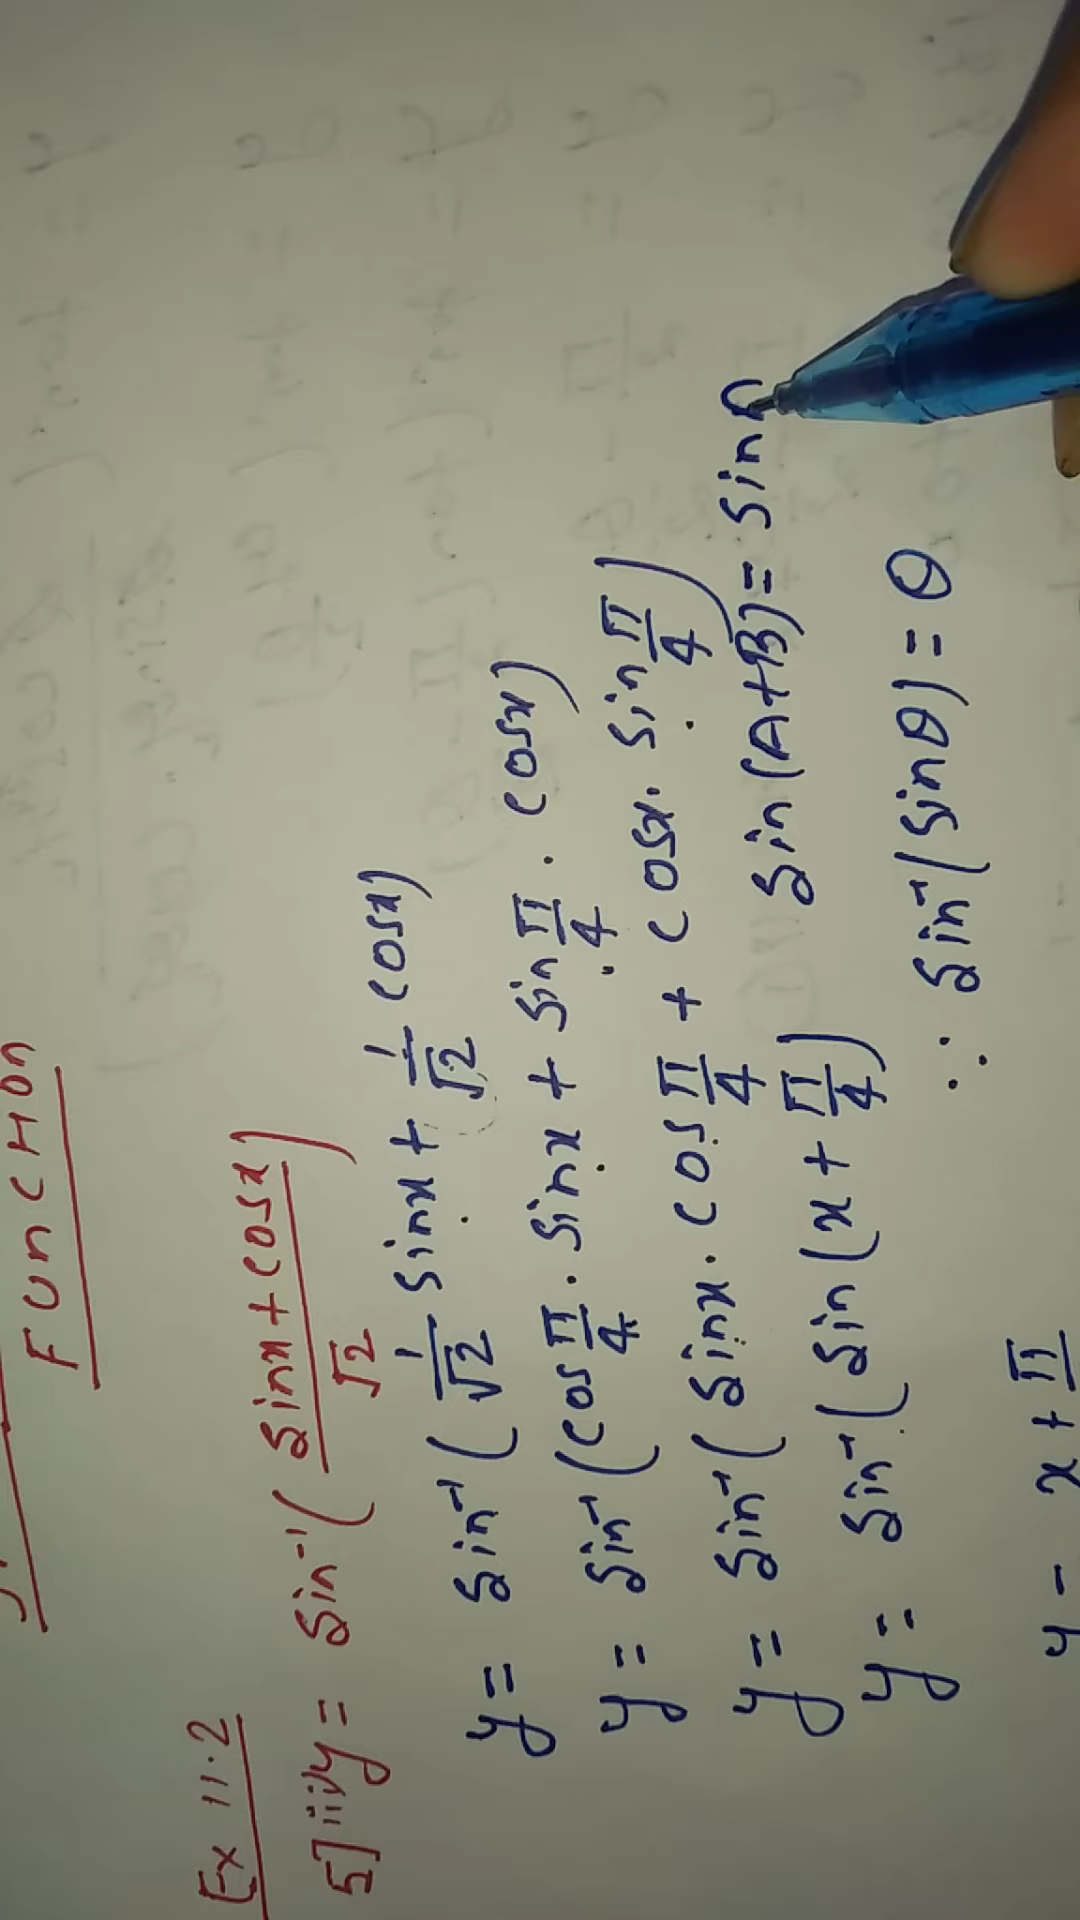 Function
Ex 11.2
5] ii) y = sin⁻¹( (sinx + cosx) / √2 )
y = sin⁻¹( 1/√2 sinx + 1/√2 cosx)
y = sin⁻¹(cos π/4 . sinx + sin π/4 . cosx)
y = sin⁻¹( sinx . cos π/4 + cosx . sin π/4 )
y = sin⁻¹( sin (x + π/4) sin(A+B) = sin
∴ sin⁻¹(sinθ) = θ
y = x + π